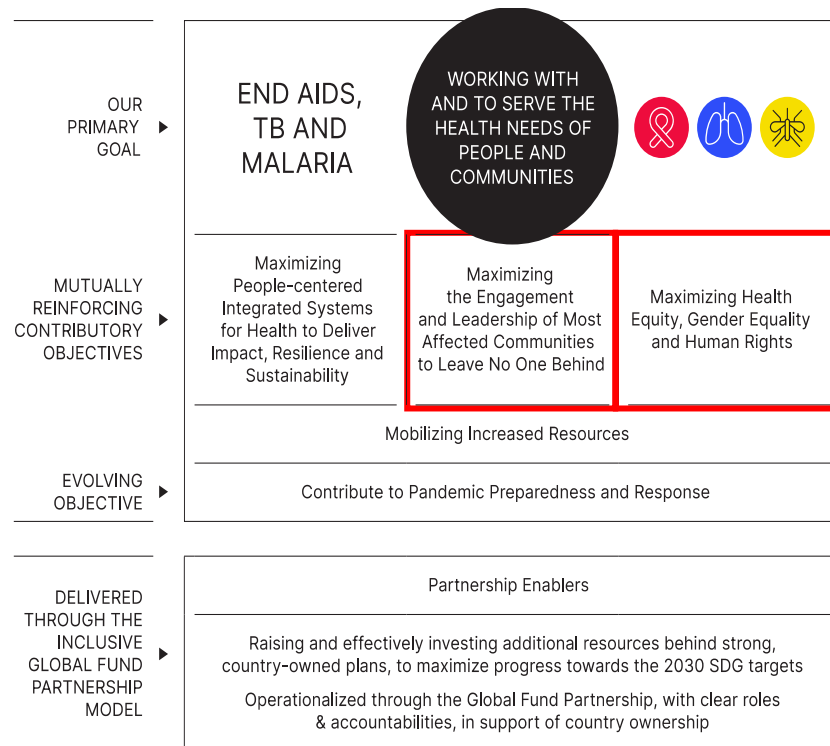 OUR
PRIMARY
GOAL
END AIDS,
TB AND
MALARIA
WORKING WITH
AND TO SERVE THE
HEALTH NEEDS OF
PEOPLE AND
COMMUNITIES
MUTUALLY
REINFORCING
CONTRIBUTORY
OBJECTIVES
Maximizing
People-centered
Integrated Systems
for Health to Deliver
Impact, Resilience and
Sustainability
Maximizing
the Engagement
and Leadership of Most
Affected Communities
to Leave No One Behind
Maximizing Health
Equity, Gender Equality
and Human Rights
Mobilizing Increased Resources
EVOLVING
OBJECTIVE
Contribute to Pandemic Preparedness and Response
DELIVERED
THROUGH THE
INCLUSIVE
GLOBAL FUND
PARTNERSHIP
MODEL
Partnership Enablers
Raising and effectively investing additional resources behind strong,
country-owned plans, to maximize progress towards the 2030 SDG targets
Operationalized through the Global Fund Partnership, with clear roles
& accountabilities, in support of country ownership